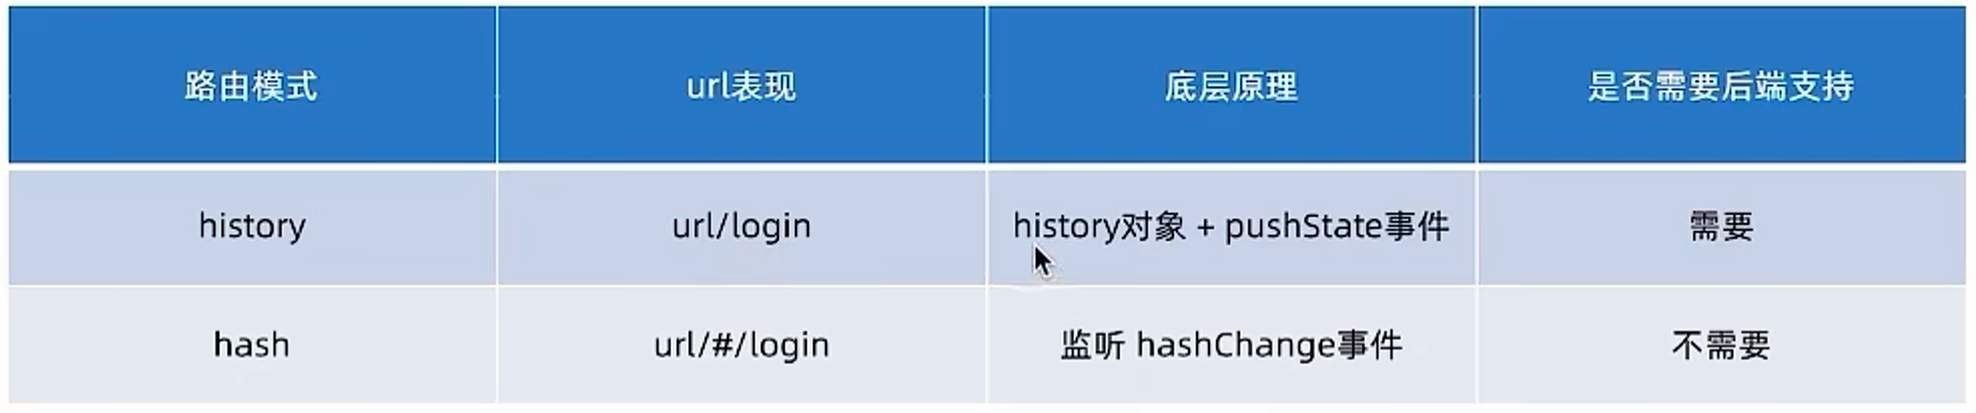 路由模式 url表现 底层原理 是否需要后端支持
history url/login history对象 + pushState事件 需要
hash url/#/login 监听 hashChange事件 不需要